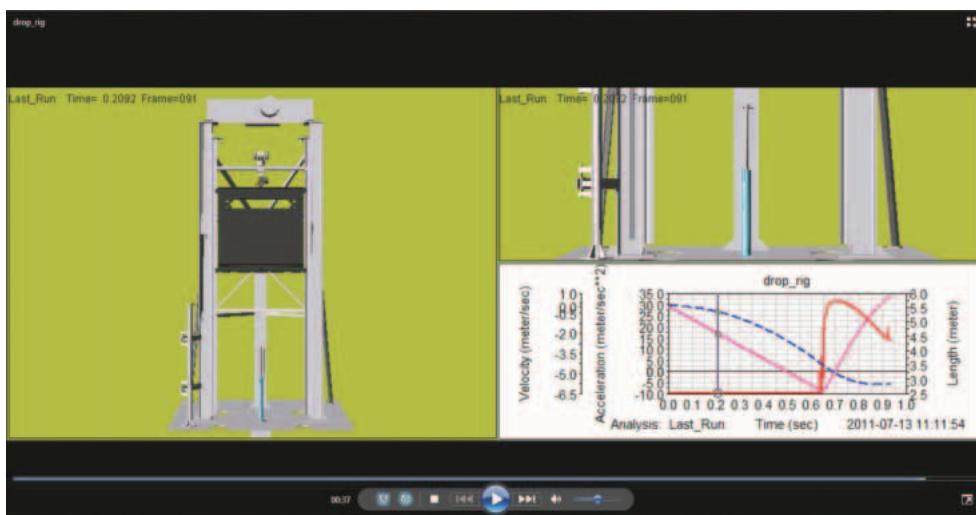 drop_rig
Last_Run Time= 0.2092 Frame=091
Last_Run Time= 0.2092 Frame=091
drop_rig
Velocity (meter/sec)
1.0
0.0
-0.5
-2.0
-3.5
-5.0
-6.5
Acceleration (meter/sec**2)
35.0
30.0
25.0
20.0
15.0
10.0
5.0
0.0
-5.0
-10.0
6.0
5.5
5.0
4.5
4.0
3.5
3.0
2.5
Length (meter)
0.0 0.1 0.2 0.3 0.4 0.5 0.6 0.7 0.8 0.9 1.0
Analysis: Last_Run Time (sec) 2011-07-13 11:11:54
00:37